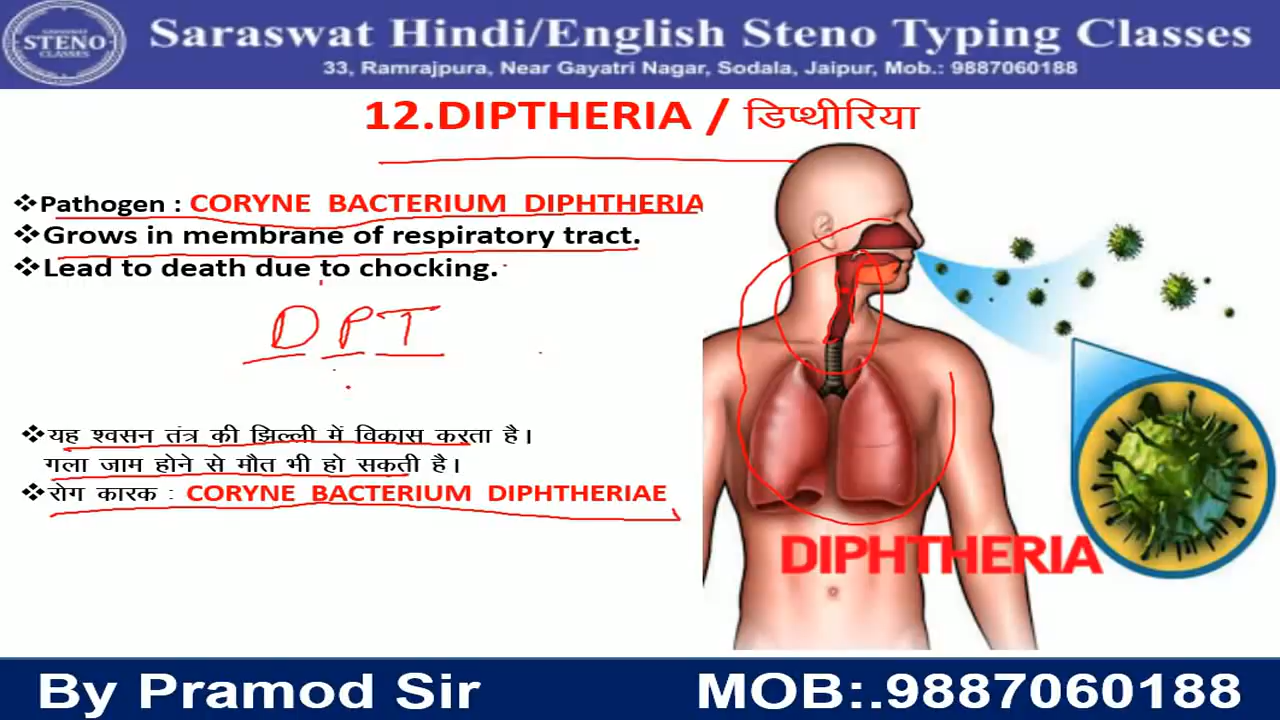 STENO
CLASSES
Saraswat Hindi/English Steno Typing Classes
33, Ramrajpura, Near Gayatri Nagar, Sodala, Jaipur, Mob.: 9887060188
12.DIPTHERIA / डिप्थीरिया
❖Pathogen : CORYNE BACTERIUM DIPHTHERIA
❖Grows in membrane of respiratory tract.
❖Lead to death due to chocking.
DPT
❖यह श्वसन तंत्र की झिल्ली में विकास करता है।
गला जाम होने से मौत भी हो सकती है।
❖रोग कारक : CORYNE BACTERIUM DIPHTHERIAE
DIPHTHERIA
By Pramod Sir
MOB:.9887060188